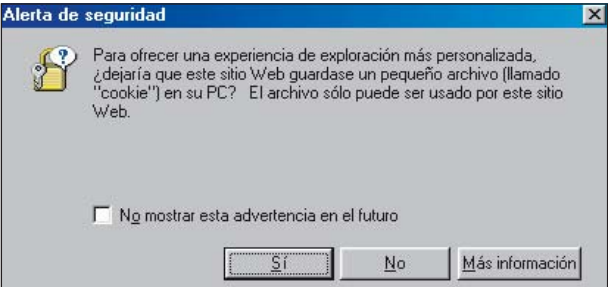 Alerta de seguridad
Para ofrecer una experiencia de exploración más personalizada,
¿dejaría que este sitio Web guardase un pequeño archivo (llamado
"cookie") en su PC? El archivo sólo puede ser usado por este sitio
Web.
No mostrar esta advertencia en el futuro
Sí No Más información